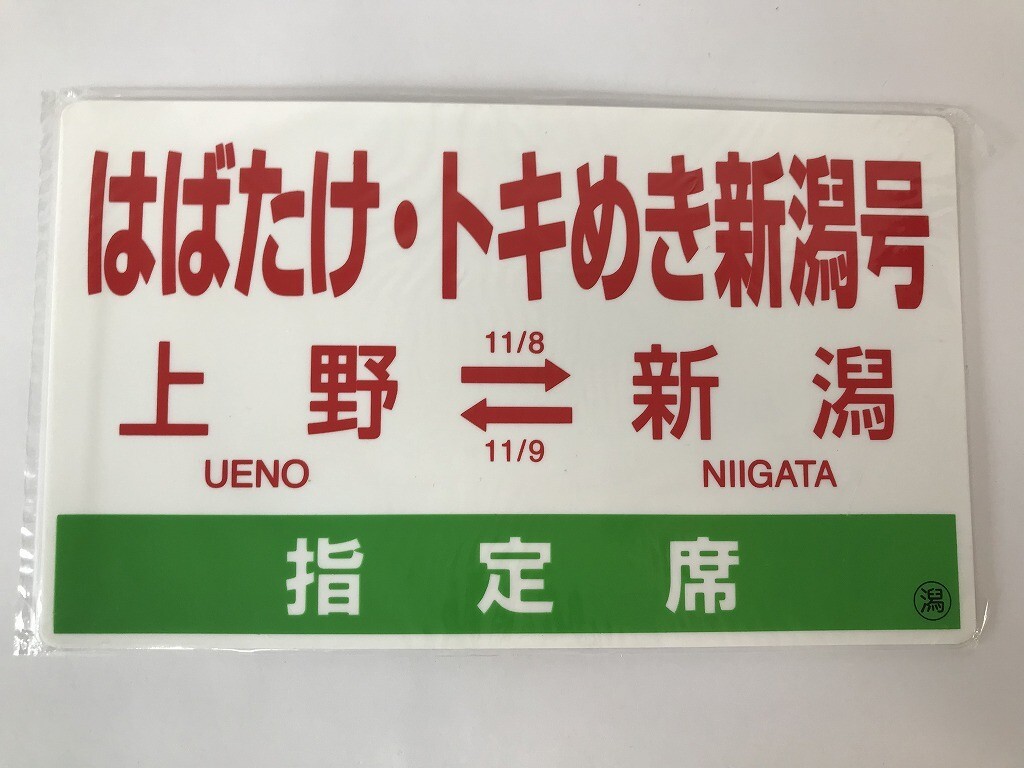 はばたけ・トキめき新潟号
11/8
上野 ⇄ 新潟
11/9
UENO NIIGATA
指定席
潟